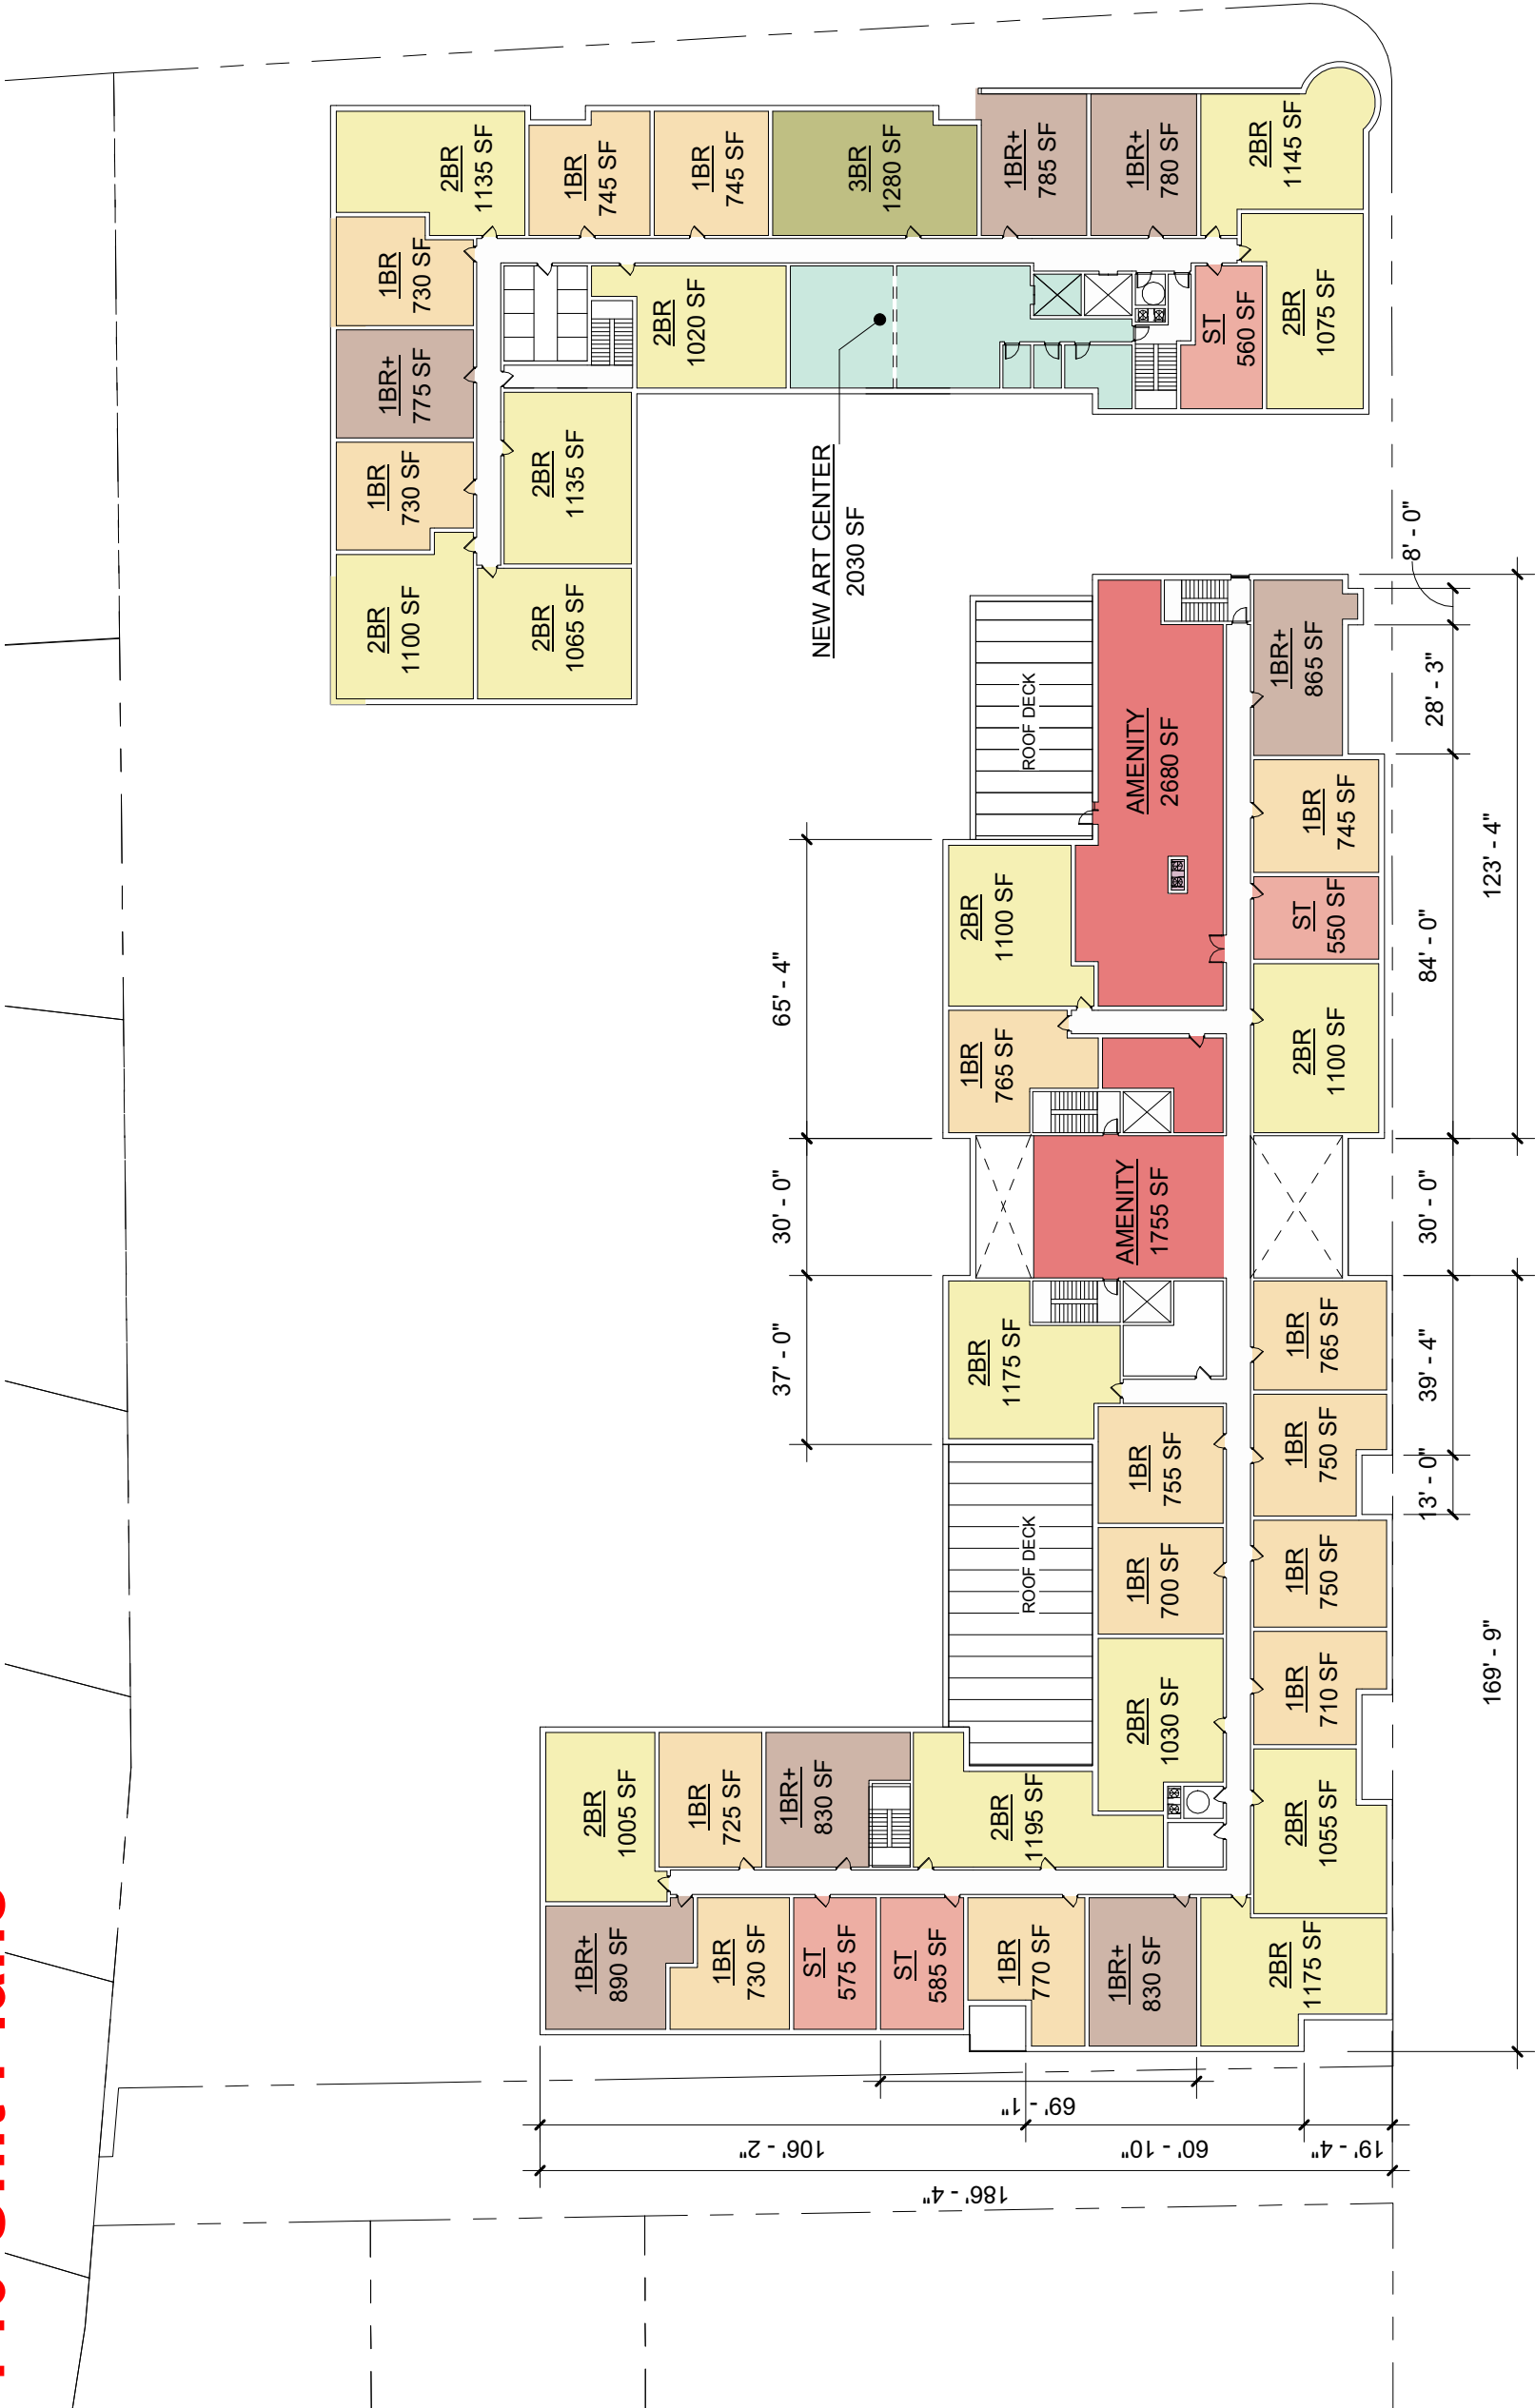 2BR
1135 SF
1BR
745 SF
1BR
745 SF
3BR
1280 SF
1BR+
785 SF
1BR+
780 SF
2BR
1145 SF
1BR
730 SF
1BR+
775 SF
1BR
730 SF
2BR
1100 SF
2BR
1065 SF
2BR
1135 SF
2BR
1020 SF
ST
560 SF
2BR
1075 SF
NEW ART CENTER
2030 SF
ROOF DECK
AMENITY
2680 SF
1BR+
865 SF
1BR
745 SF
ST
550 SF
2BR
1100 SF
2BR
1100 SF
1BR
765 SF
AMENITY
1755 SF
2BR
1175 SF
1BR
765 SF
1BR
750 SF
1BR
755 SF
1BR
700 SF
1BR
750 SF
1BR
710 SF
ROOF DECK
2BR
1030 SF
2BR
1055 SF
2BR
1005 SF
1BR
725 SF
1BR+
830 SF
2BR
1195 SF
1BR+
890 SF
1BR
730 SF
ST
575 SF
ST
585 SF
1BR
770 SF
1BR+
830 SF
2BR
1175 SF
65' - 4"
30' - 0"
37' - 0"
8' - 0"
28' - 3"
84' - 0"
30' - 0"
39' - 4"
13' - 0"
123' - 4"
169' - 9"
69' - 1"
106' - 2"
60' - 10"
19' - 4"
186' - 4"